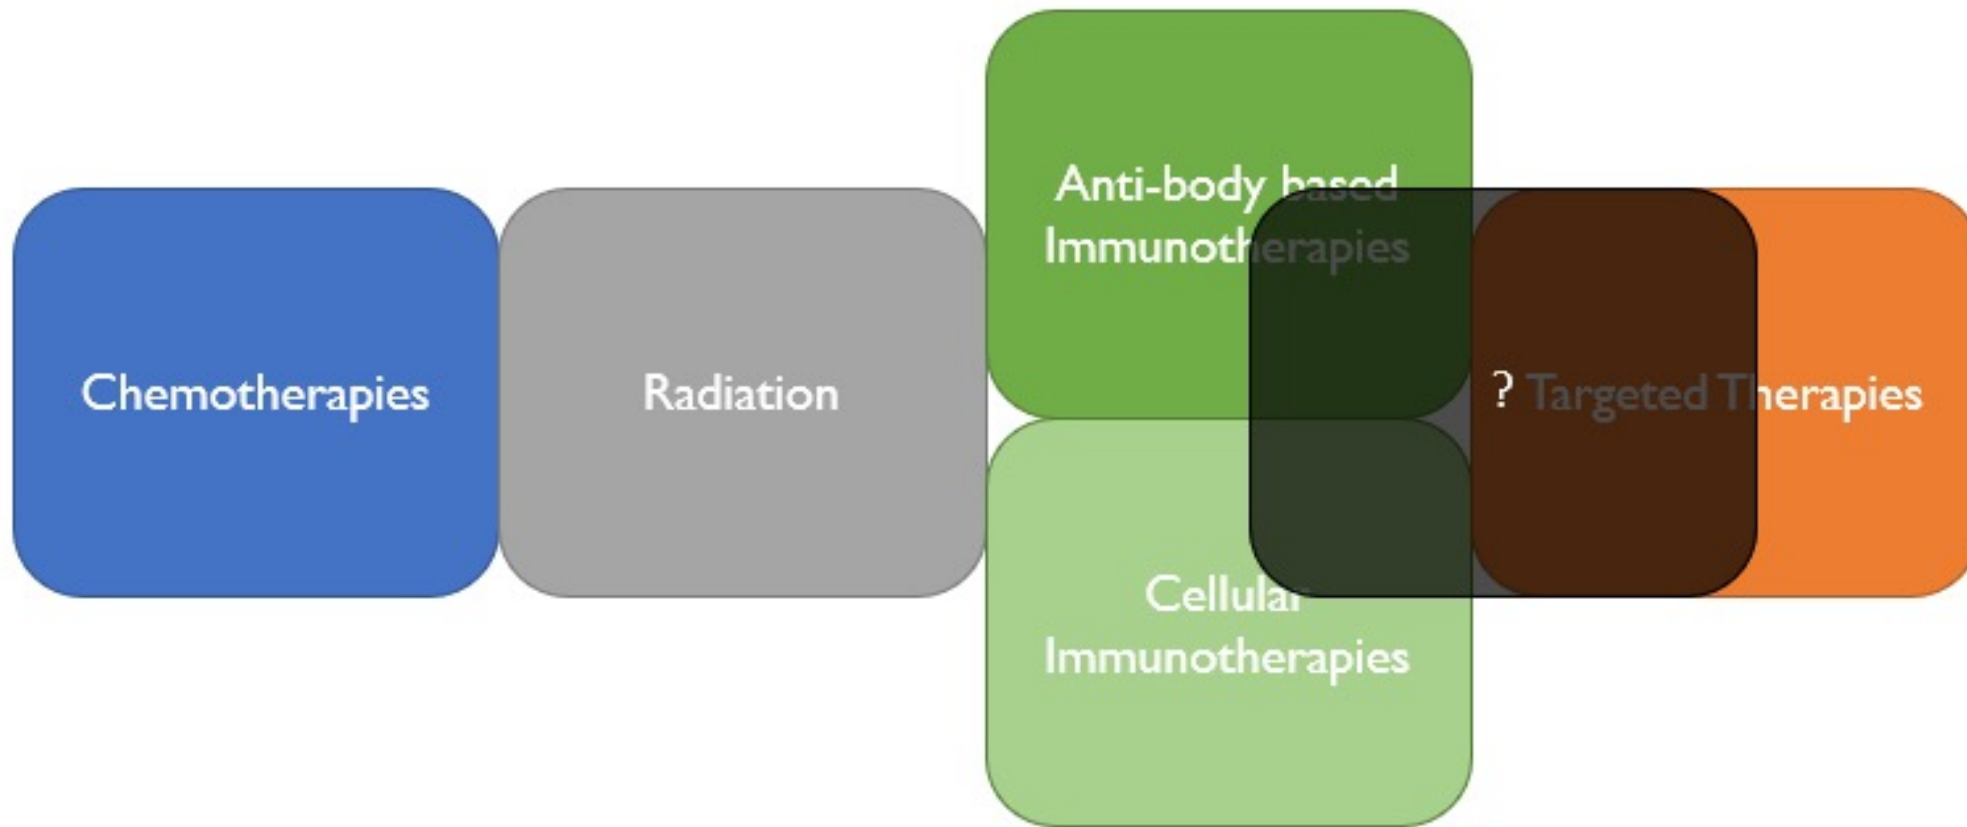 Anti-body based
Immunotherapies
Chemotherapies
Radiation
? Targeted Therapies
Cellular
Immunotherapies